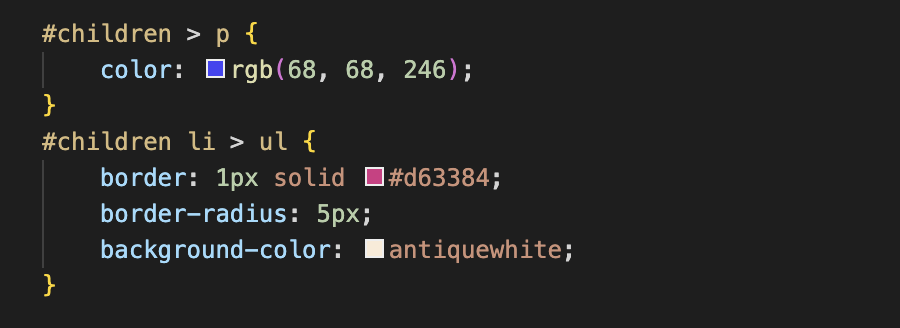 #children > p {
    color: rgb(68, 68, 246);
}
#children li > ul {
    border: 1px solid #d63384;
    border-radius: 5px;
    background-color: antiquewhite;
}